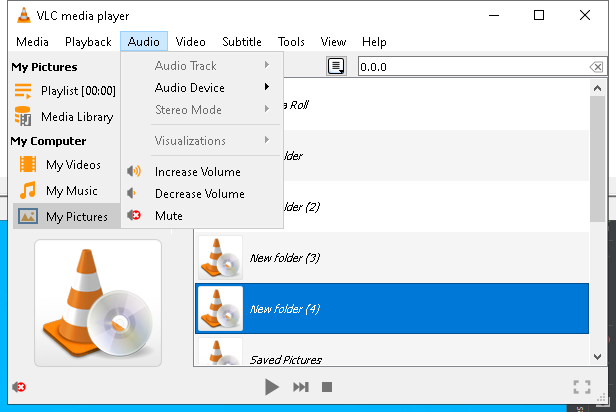 VLC media player
Media Playback Audio Video Subtitle Tools View Help
My Pictures
Playlist [00:00]
Media Library
My Computer
My Videos
My Music
My Pictures
Audio Track
Audio Device
Stereo Mode
Visualizations
Increase Volume
Decrease Volume
Mute
0.0.0
a Roll
lder
lder (2)
New folder (3)
New folder (4)
Saved Pictures